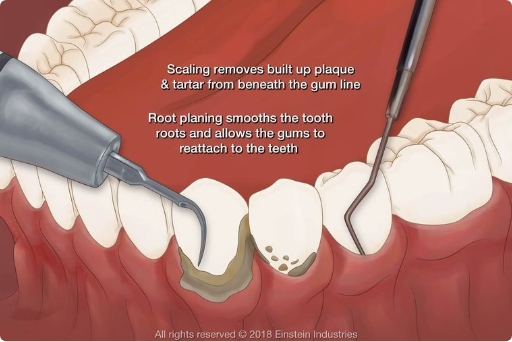 Scaling removes built up plaque
& tartar from beneath the gum line
Root planing smooths the tooth
roots and allows the gums to
reattach to the teeth
All rights reserved © 2018 Einstein Industries